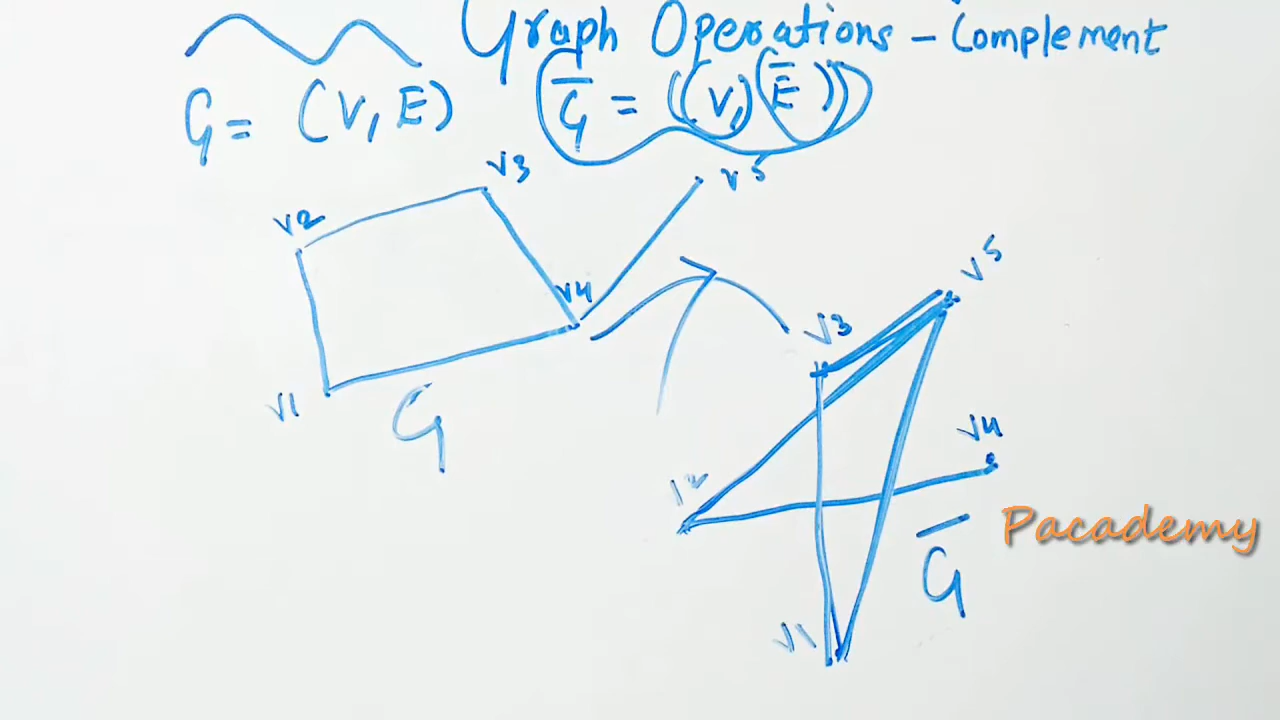 Graph Operations - Complement
G = (V, E) G̅ = (V, E̅)
v3
v5
v2
v4
v1
G
v5
v3
v4
v2
Pacademy
G̅
v1